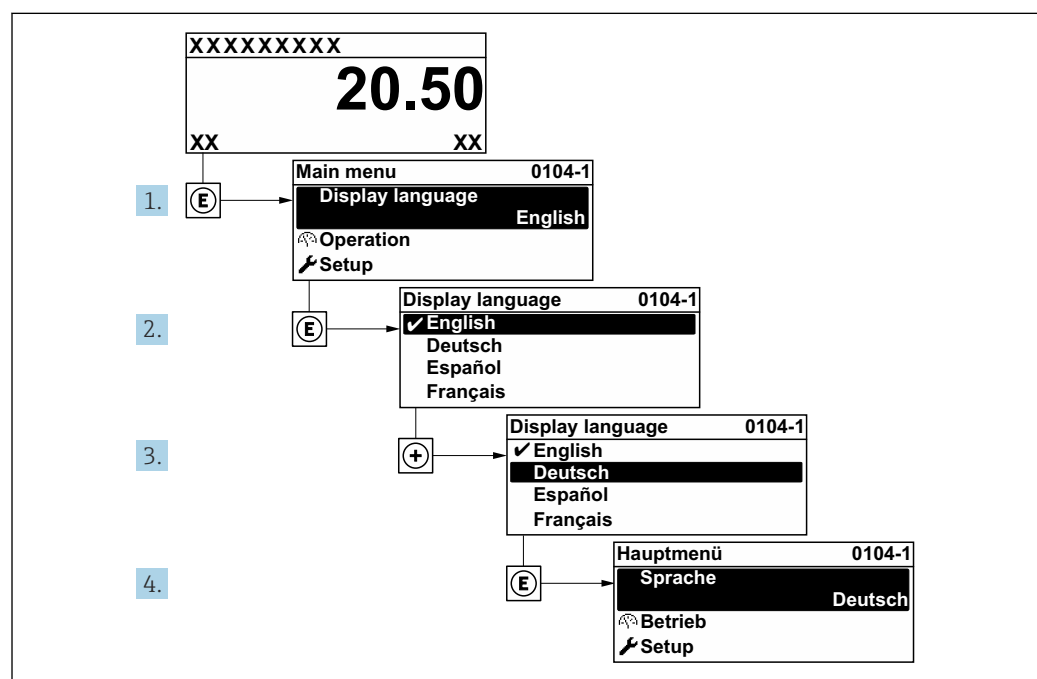 XXXXXXXXX
20.50
XX XX
1. E
Main menu 0104-1
Display language
English
Operation
Setup
2. E
Display language 0104-1
✔English
Deutsch
Español
Français
3. +
Display language 0104-1
✔English
Deutsch
Español
Français
4. E
Hauptmenü 0104-1
Sprache
Deutsch
Betrieb
Setup